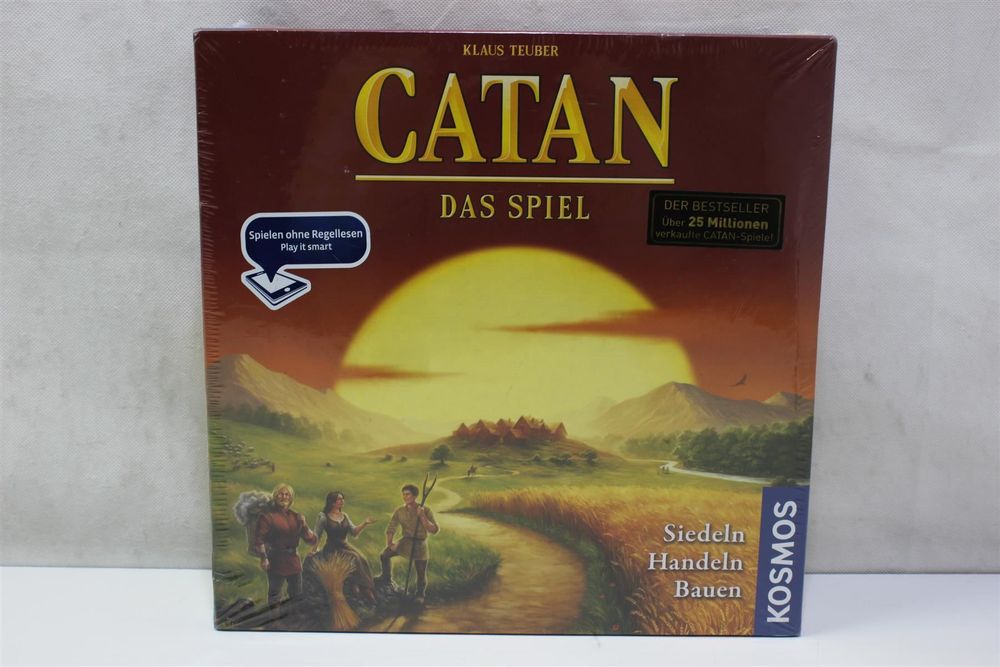 KLAUS TEUBER
CATAN
DAS SPIEL
DER BESTSELLER
Über 25 Millionen
verkaufte CATAN-Spiele!
Spielen ohne Regellesen
Play it smart
Siedeln
Handeln
Bauen
KOSMOS